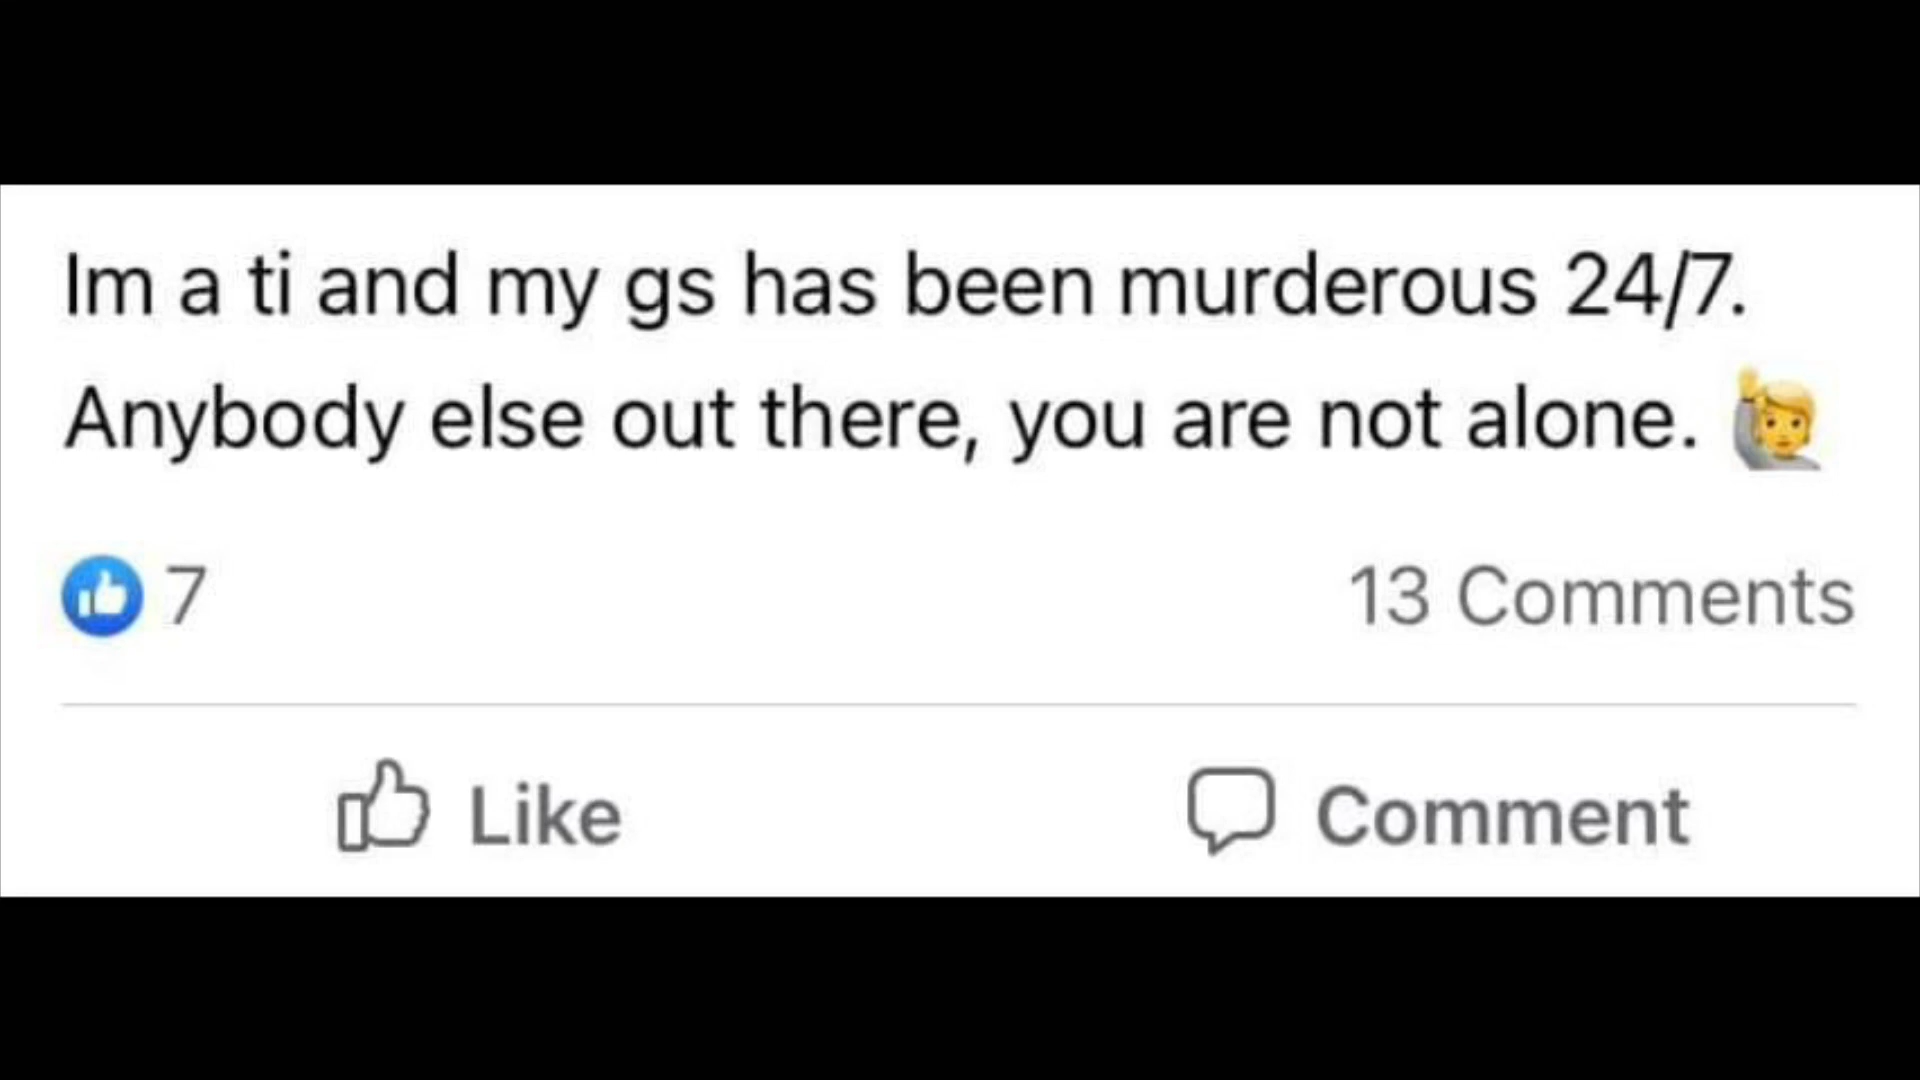 Im a ti and my gs has been murderous 24/7.
Anybody else out there, you are not alone. 🙋
7
13 Comments
Like
Comment